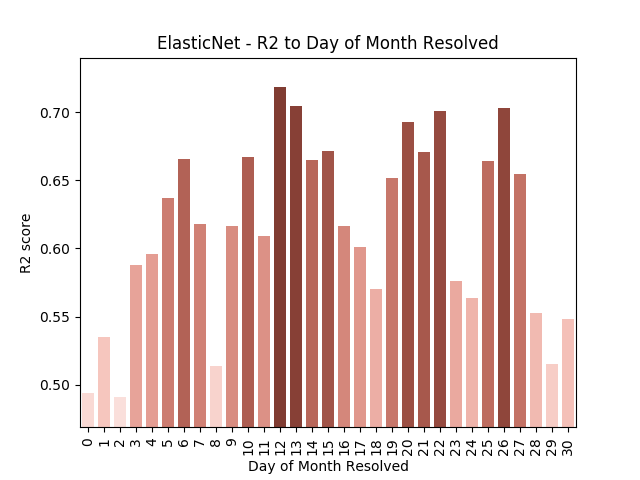 ElasticNet - R2 to Day of Month Resolved
0.70
0.65
0.60
0.55
0.50
R2 score
0 1 2 3 4 5 6 7 8 9 10 11 12 13 14 15 16 17 18 19 20 21 22 23 24 25 26 27 28 29 30
Day of Month Resolved